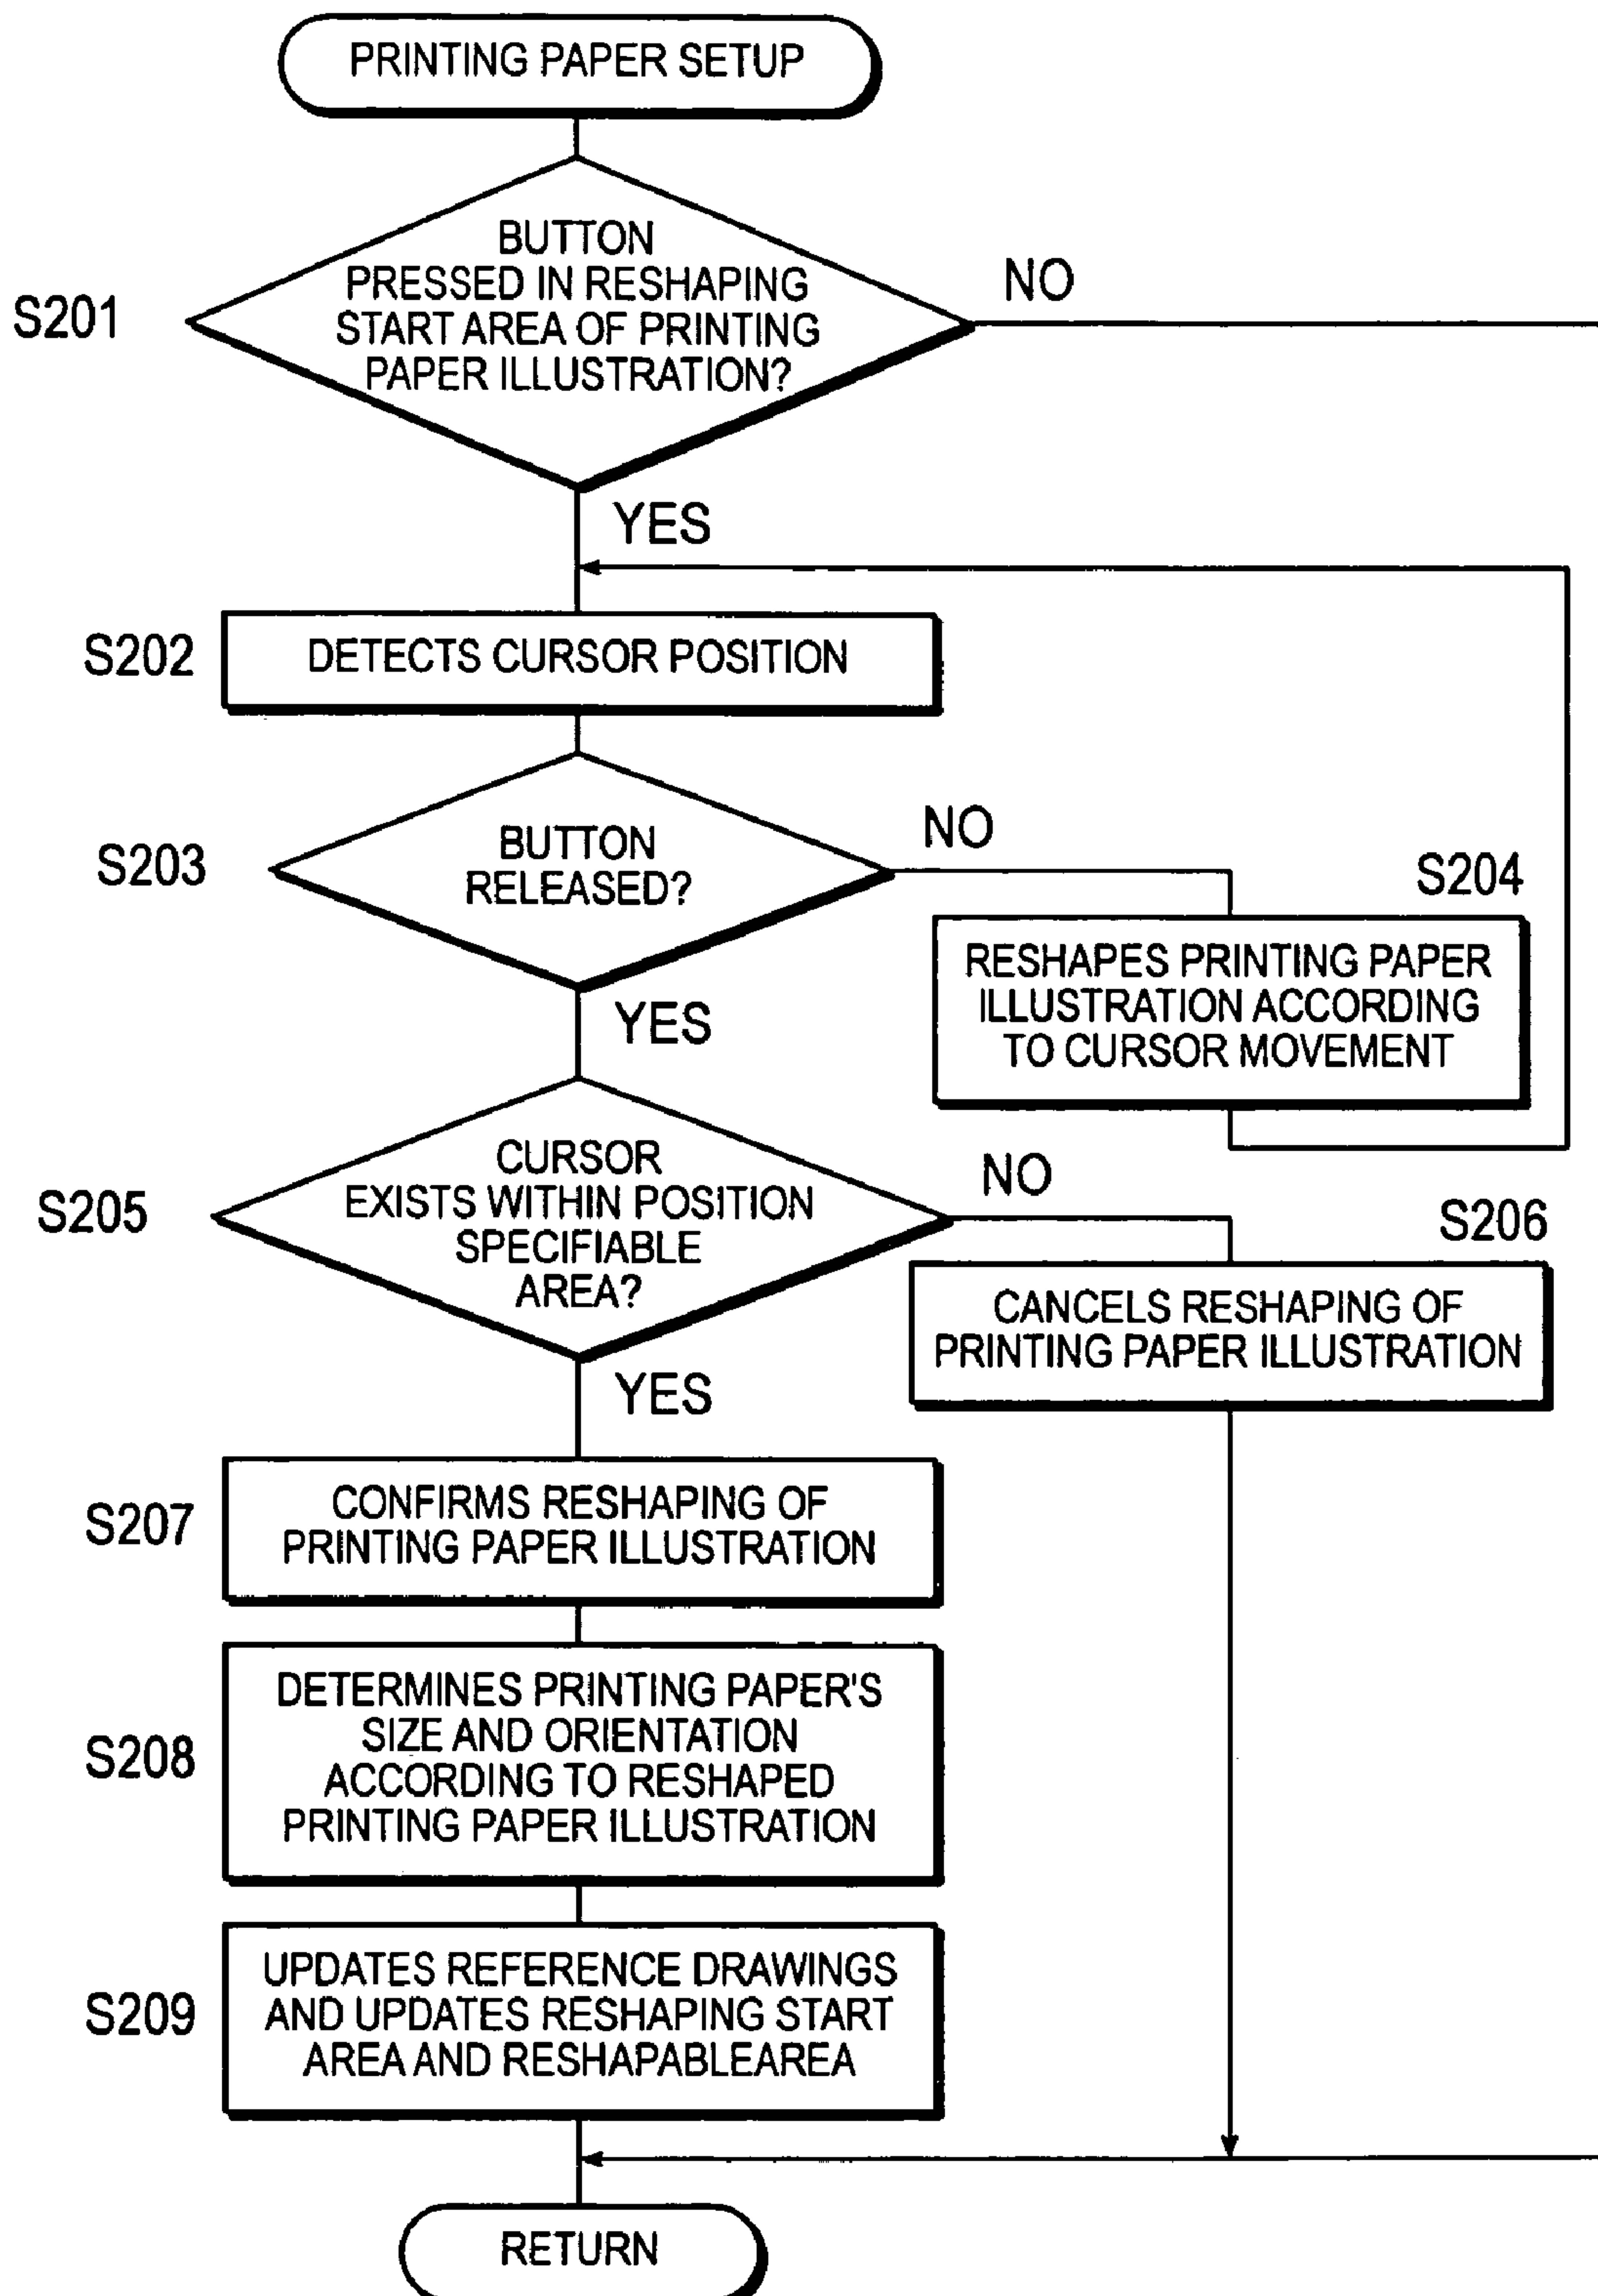 PRINTING PAPER SETUP
S201
BUTTON
PRESSED IN RESHAPING
START AREA OF PRINTING
PAPER ILLUSTRATION?
NO
YES
S202
DETECTS CURSOR POSITION
S203
BUTTON
RELEASED?
NO
YES
S204
RESHAPES PRINTING PAPER
ILLUSTRATION ACCORDING
TO CURSOR MOVEMENT
S205
CURSOR
EXISTS WITHIN POSITION
SPECIFIABLE
AREA?
NO
YES
S206
CANCELS RESHAPING OF
PRINTING PAPER ILLUSTRATION
S207
CONFIRMS RESHAPING OF
PRINTING PAPER ILLUSTRATION
S208
DETERMINES PRINTING PAPER'S
SIZE AND ORIENTATION
ACCORDING TO RESHAPED
PRINTING PAPER ILLUSTRATION
S209
UPDATES REFERENCE DRAWINGS
AND UPDATES RESHAPING START
AREA AND RESHAPABLEAREA
RETURN